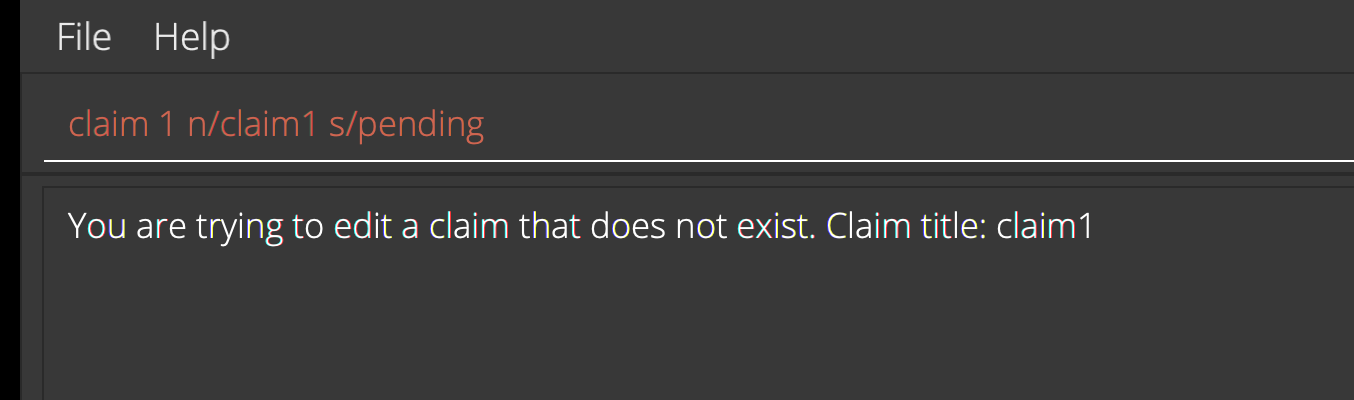 File Help
claim 1 n/claim1 s/pending
You are trying to edit a claim that does not exist. Claim title: claim1